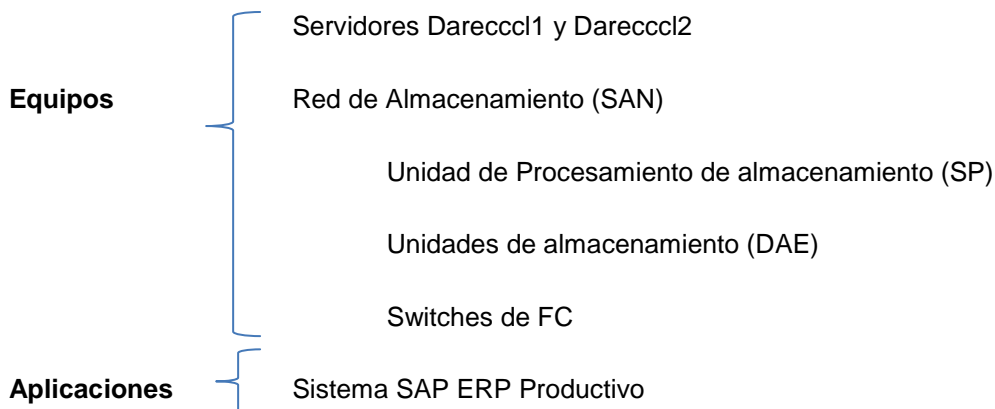 Servidores Darecccl1 y Darecccl2
Equipos Red de Almacenamiento (SAN)
Unidad de Procesamiento de almacenamiento (SP)
Unidades de almacenamiento (DAE)
Switches de FC
Aplicaciones Sistema SAP ERP Productivo